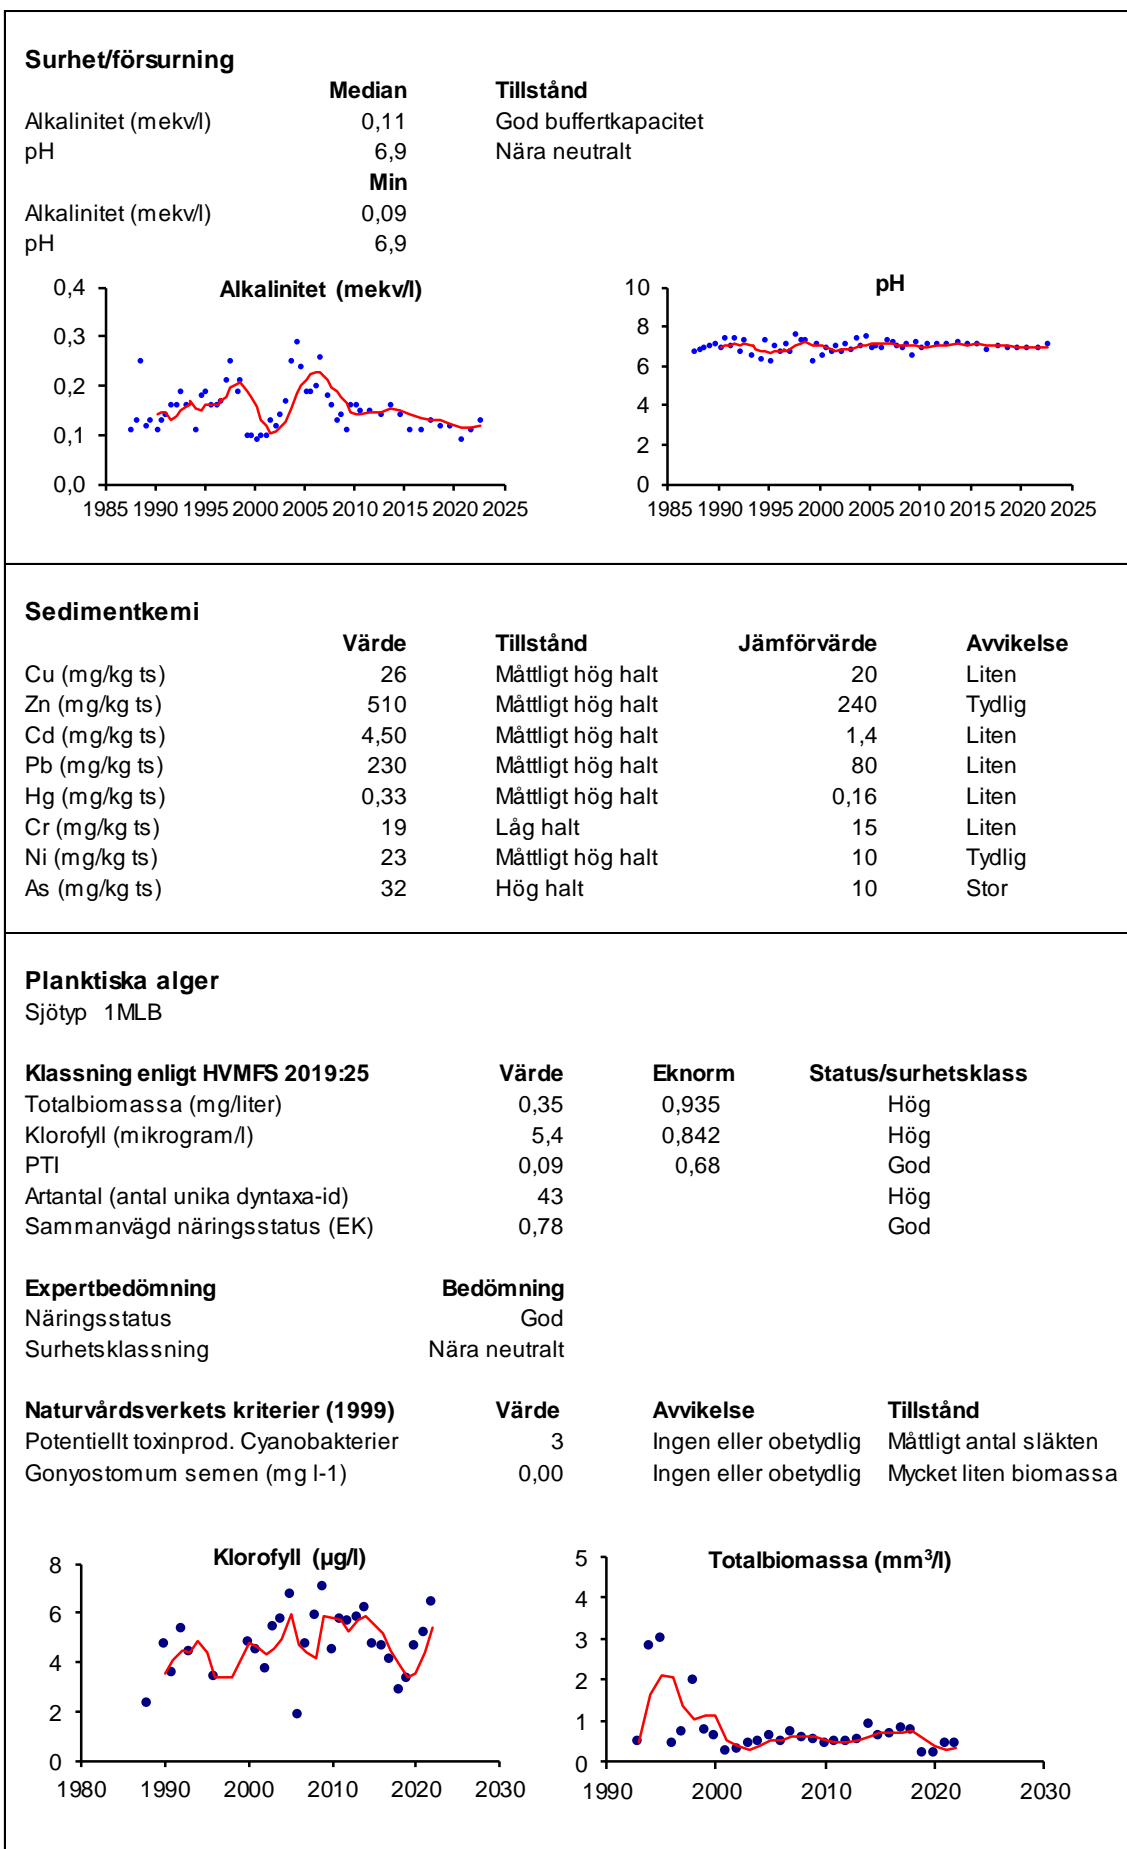 Surhet/försurning
Median Tillstånd
Alkalinitet (mekv/l) 0,11 God buffertkapacitet
pH 6,9 Nära neutralt
Min
Alkalinitet (mekv/l) 0,09
pH 6,9
Alkalinitet (mekv/l)
0,4
0,3
0,2
0,1
0,0
1985 1990 1995 2000 2005 2010 2015 2020 2025
pH
10
8
6
4
2
0
1985 1990 1995 2000 2005 2010 2015 2020 2025
Sedimentkemi
Värde Tillstånd Jämförvärde Avvikelse
Cu (mg/kg ts) 26 Måttligt hög halt 20 Liten
Zn (mg/kg ts) 510 Måttligt hög halt 240 Tydlig
Cd (mg/kg ts) 4,50 Måttligt hög halt 1,4 Liten
Pb (mg/kg ts) 230 Måttligt hög halt 80 Liten
Hg (mg/kg ts) 0,33 Måttligt hög halt 0,16 Liten
Cr (mg/kg ts) 19 Låg halt 15 Liten
Ni (mg/kg ts) 23 Måttligt hög halt 10 Tydlig
As (mg/kg ts) 32 Hög halt 10 Stor
Planktiska alger
Sjötyp 1MLB
Klassning enligt HVMFS 2019:25 Värde Eknorm Status/surhetsklass
Totalbiomassa (mg/liter) 0,35 0,935 Hög
Klorofyll (mikrogram/l) 5,4 0,842 Hög
PTI 0,09 0,68 God
Artantal (antal unika dyntaxa-id) 43 Hög
Sammanvägd näringsstatus (EK) 0,78 God
Expertbedömning Bedömning
Näringsstatus God
Surhetsklassning Nära neutralt
Naturvårdsverkets kriterier (1999) Värde Avvikelse Tillstånd
Potentiellt toxinprod. Cyanobakterier 3 Ingen eller obetydlig Måttligt antal släkten
Gonyostomum semen (mg l-1) 0,00 Ingen eller obetydlig Mycket liten biomassa
Klorofyll (µg/l)
8
6
4
2
0
1980 1990 2000 2010 2020 2030
Totalbiomassa (mm³/l)
5
4
3
2
1
0
1990 2000 2010 2020 2030